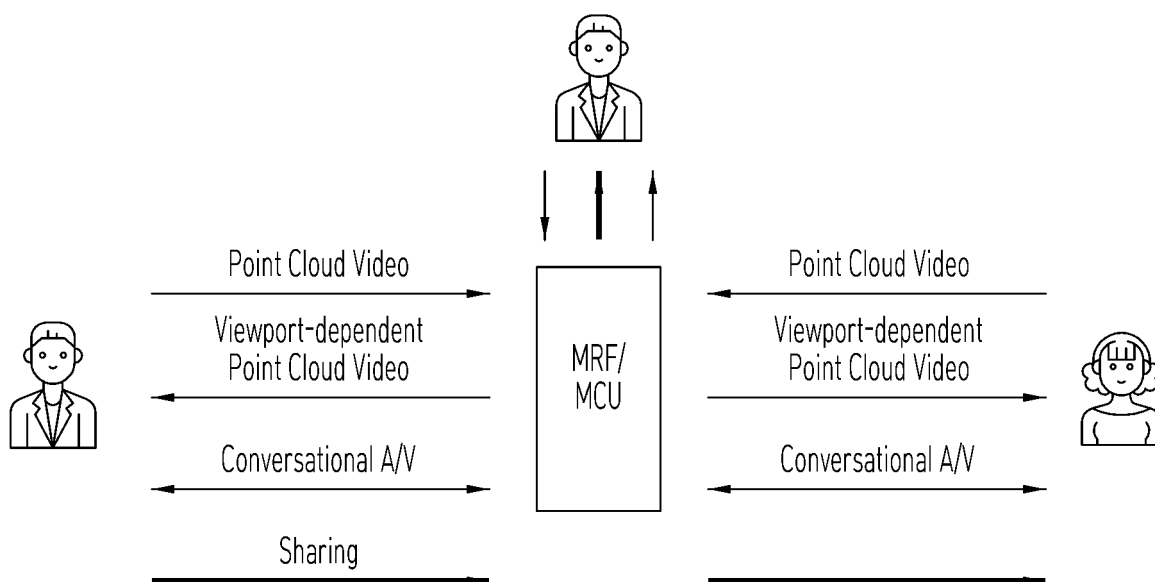 Point Cloud Video
Point Cloud Video
Viewport-dependent
Point Cloud Video
Viewport-dependent
Point Cloud Video
MRF/
MCU
Conversational A/V
Conversational A/V
Sharing